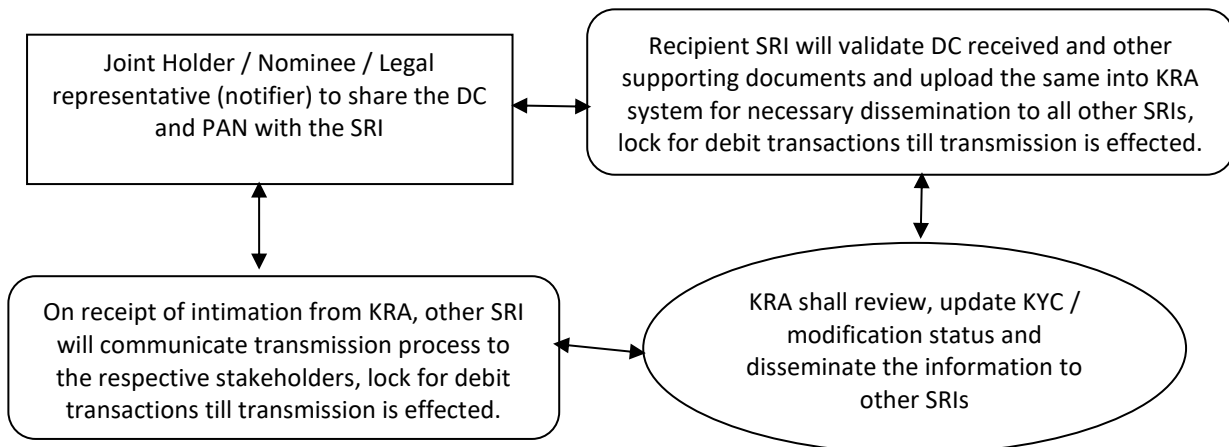 Joint Holder / Nominee / Legal
representative (notifier) to share the DC
and PAN with the SRI
Recipient SRI will validate DC received and other
supporting documents and upload the same into KRA
system for necessary dissemination to all other SRIs,
lock for debit transactions till transmission is effected.
On receipt of intimation from KRA, other SRI
will communicate transmission process to
the respective stakeholders, lock for debit
transactions till transmission is effected.
KRA shall review, update KYC /
modification status and
disseminate the information to
other SRIs